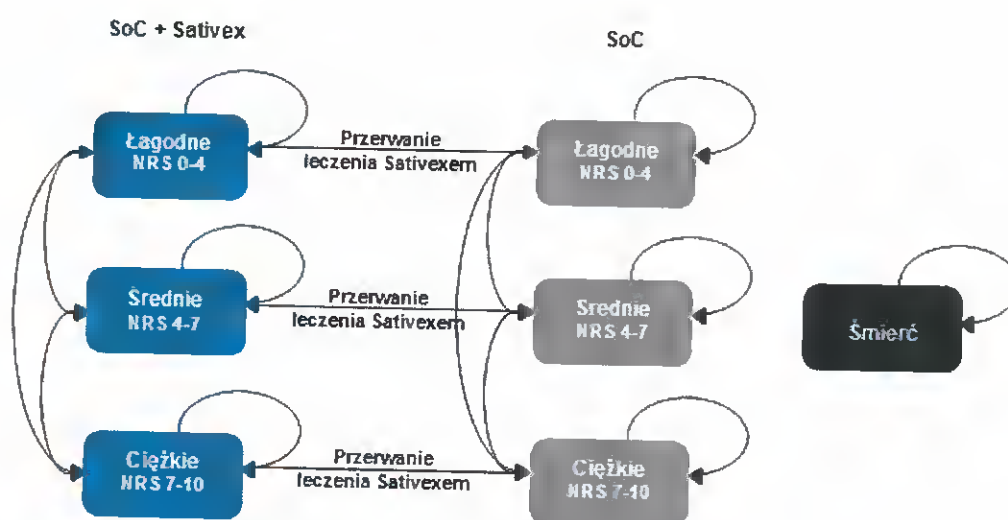 SoC + Sativex
SoC
Łagodne
NRS 0-4
Przerwanie
leczenia Sativexem
Łagodne
NRS 0-4
Średnie
NRS 4-7
Przerwanie
leczenia Sativexem
Średnie
NRS 4-7
Śmierć
Ciężkie
NRS 7-10
Przerwanie
leczenia Sativexem
Ciężkie
NRS 7-10